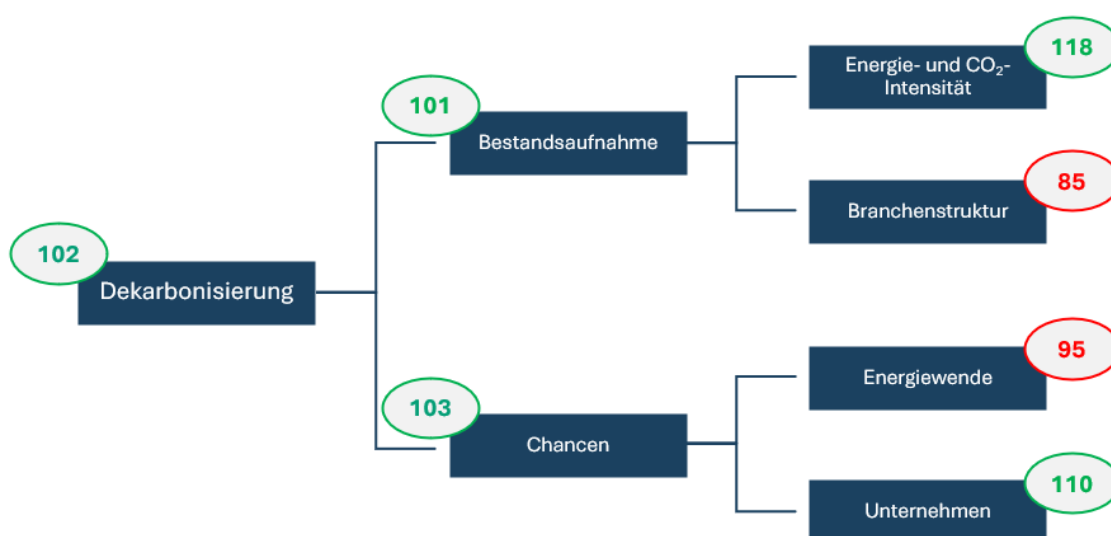 118
Energie- und CO₂-
Intensität
101
Bestandsaufnahme
85
Branchenstruktur
102
Dekarbonisierung
95
Energiewende
103
Chancen
110
Unternehmen